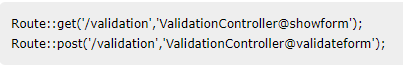 Route::get('/validation','ValidationController@showform');
Route::post('/validation','ValidationController@validateform');